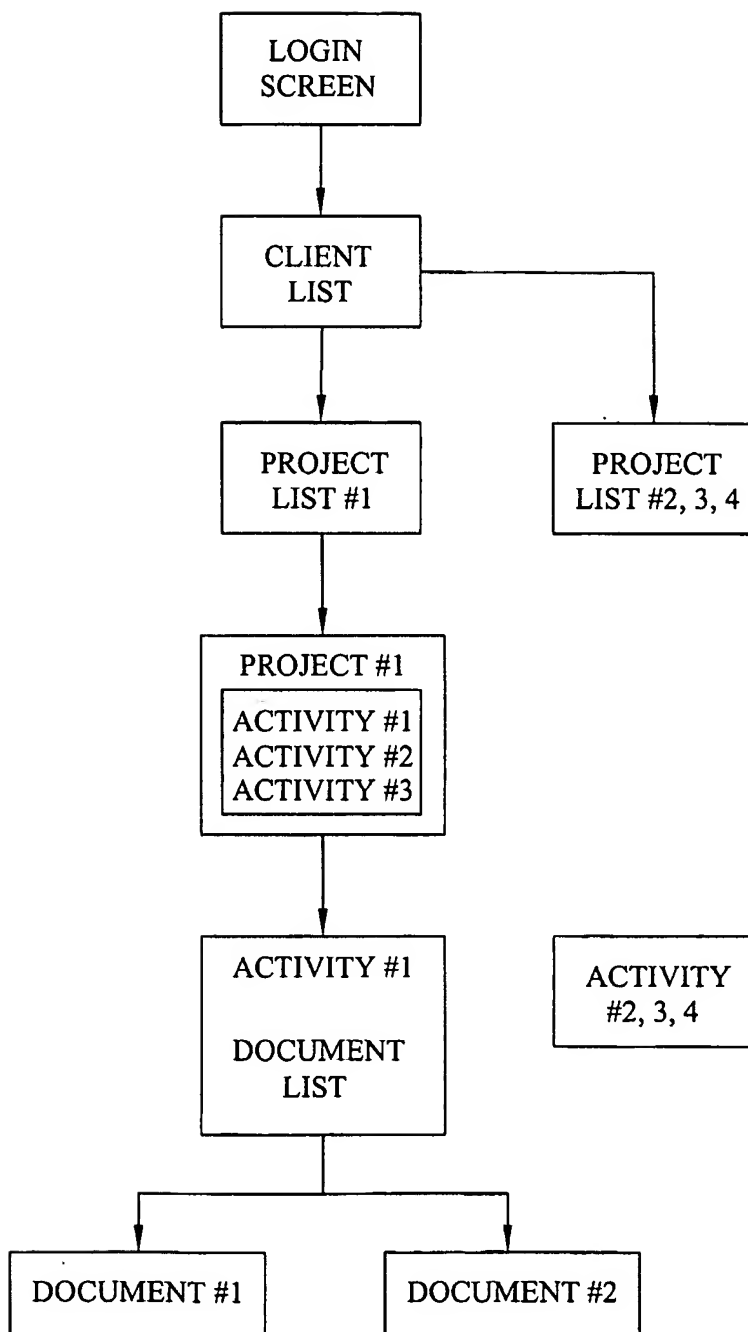 LOGIN
SCREEN
CLIENT
LIST
PROJECT
LIST #1
PROJECT
LIST #2, 3, 4
PROJECT #1
ACTIVITY #1
ACTIVITY #2
ACTIVITY #3
ACTIVITY #1
DOCUMENT
LIST
ACTIVITY
#2, 3, 4
DOCUMENT #1
DOCUMENT #2